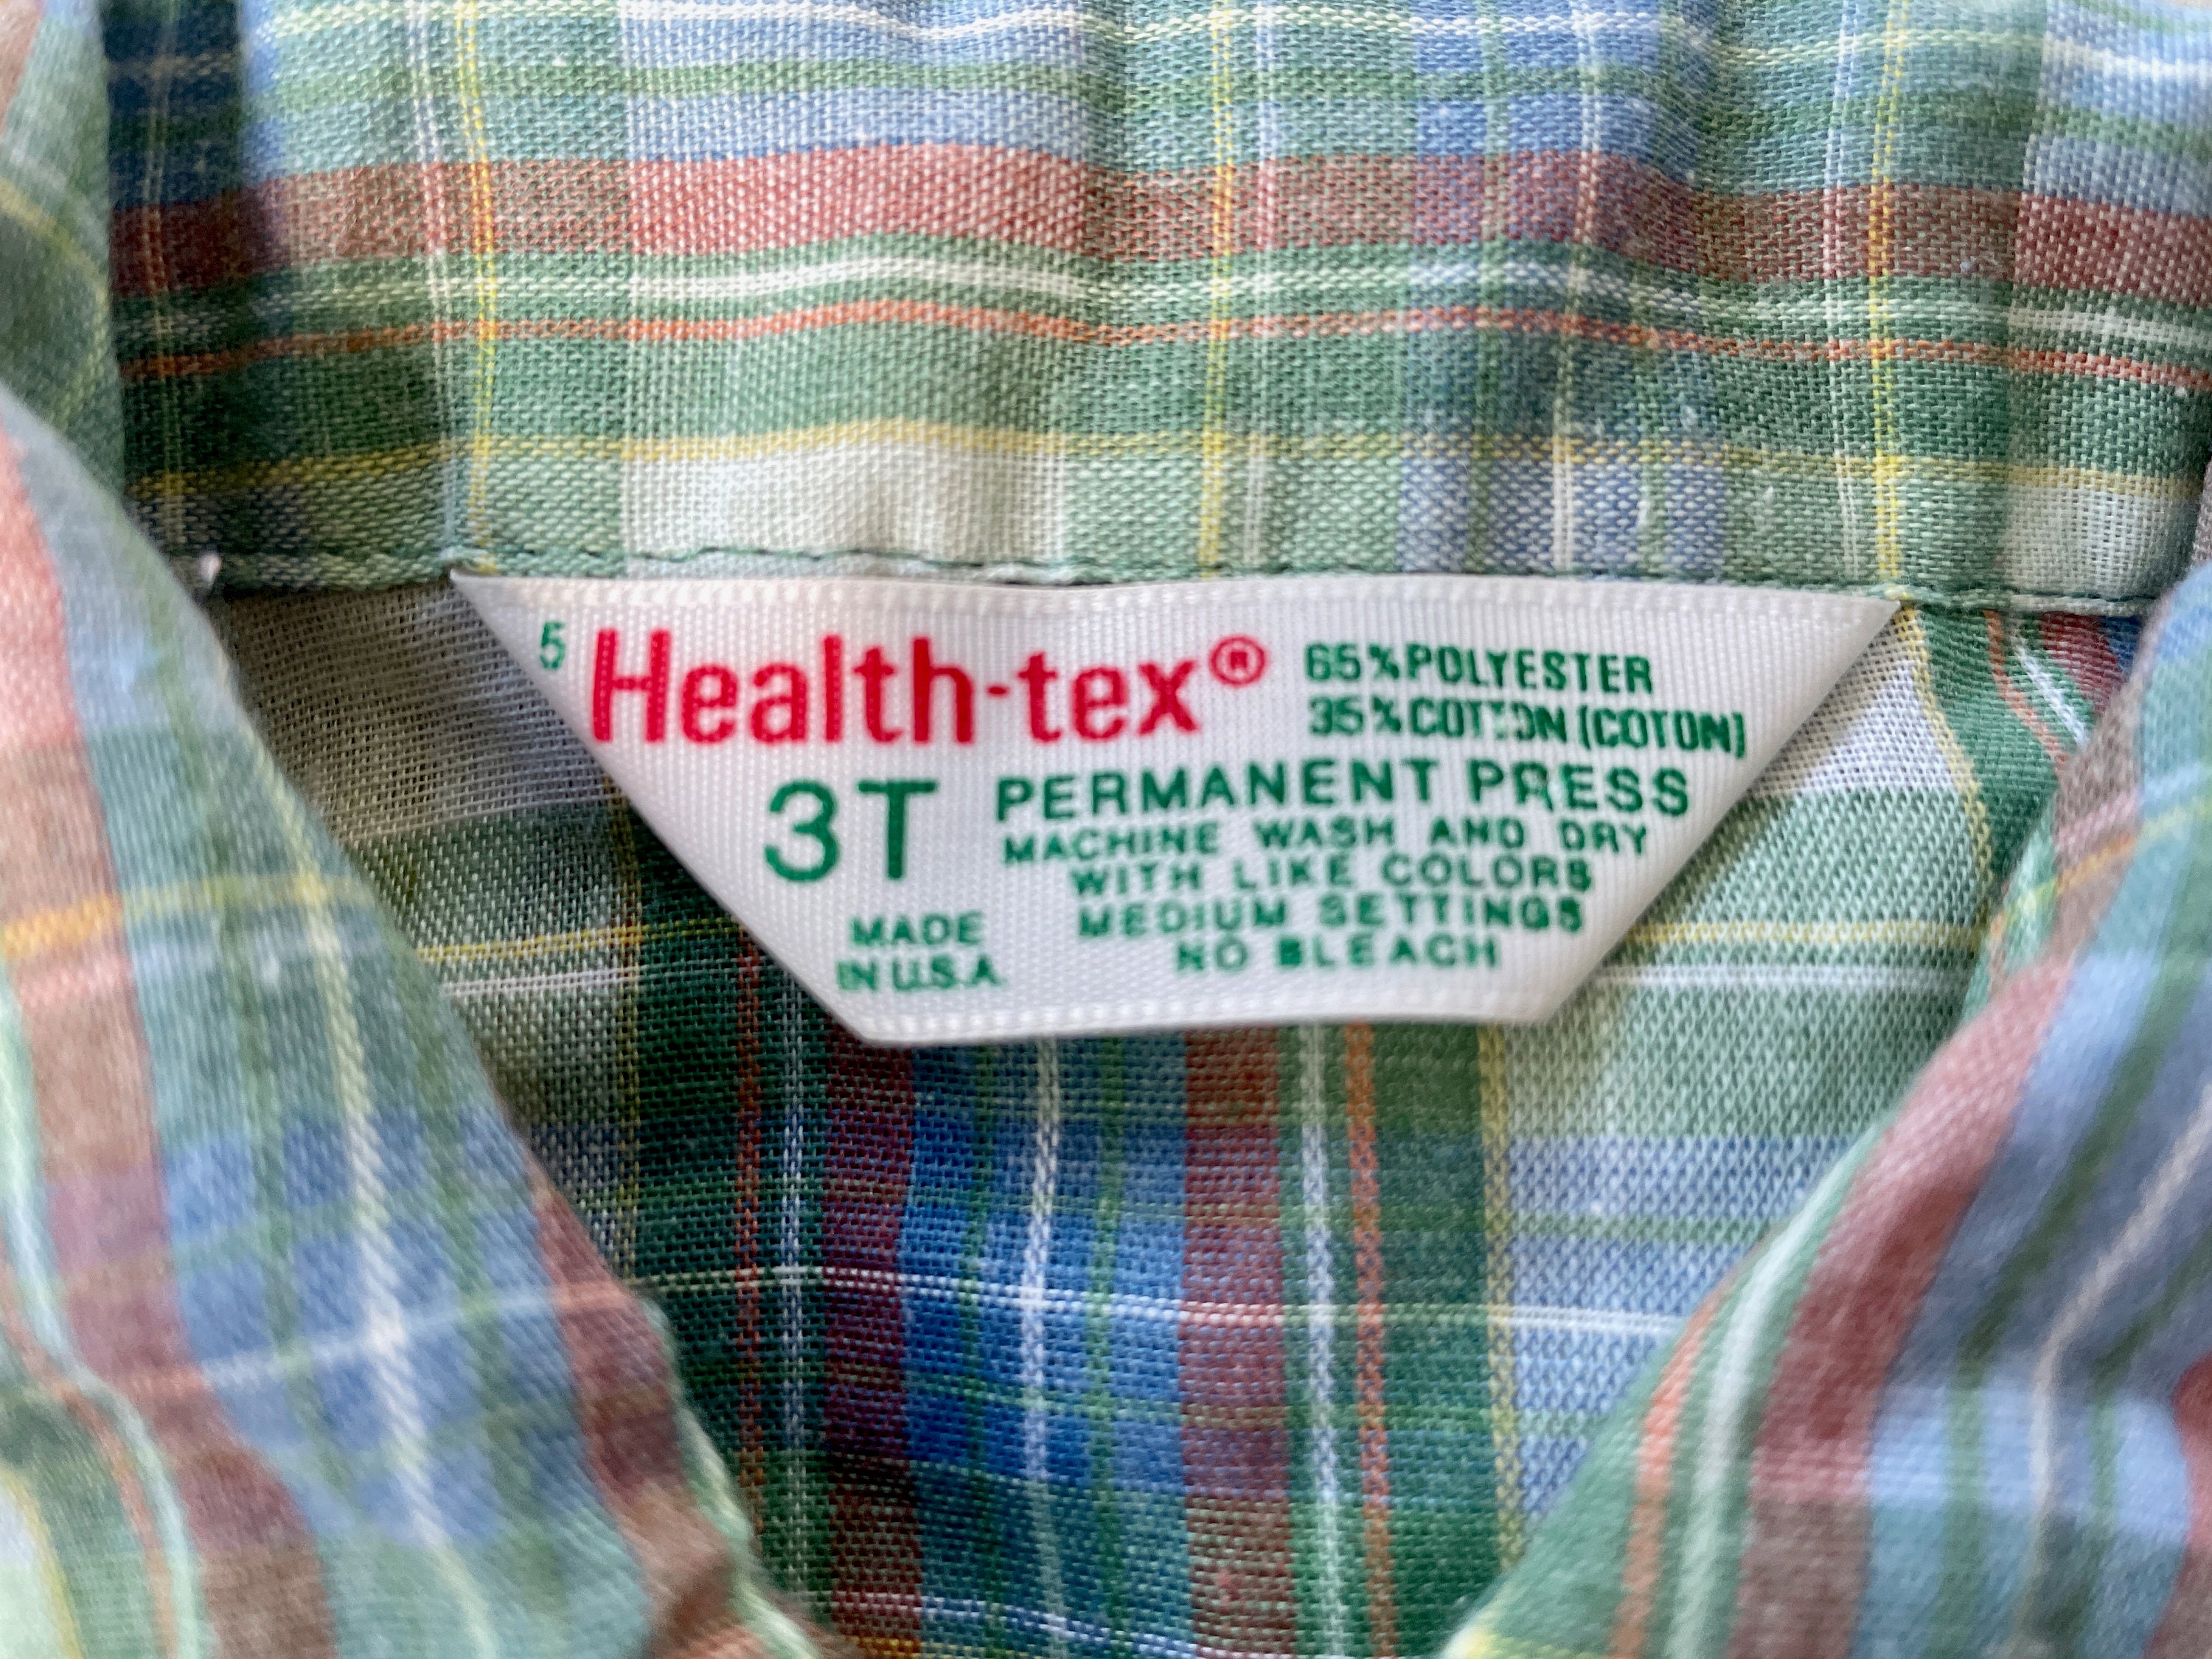 5 Health-tex® 65%POLYESTER
35%COTTON (COTON)
3T PERMANENT PRESS
MACHINE WASH AND DRY
WITH LIKE COLORS
MEDIUM SETTINGS
NO BLEACH
MADE
IN U.S.A.